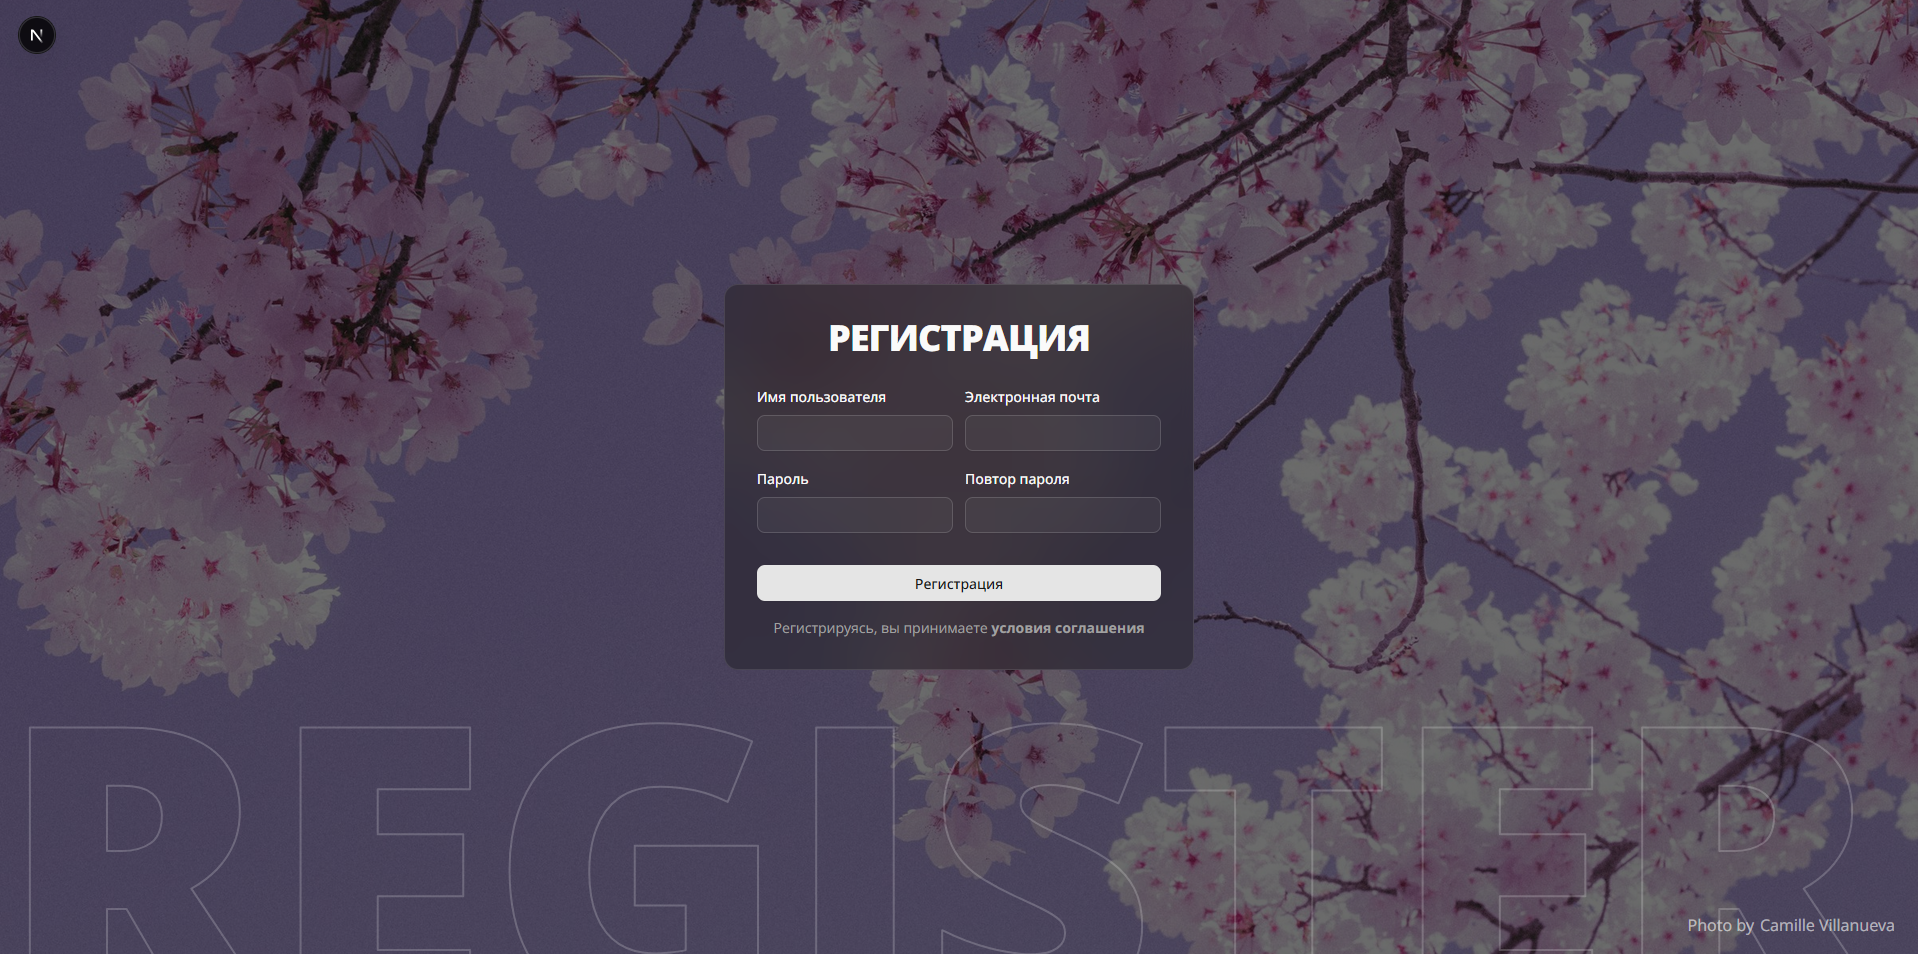 N
РЕГИСТРАЦИЯ
Имя пользователя
Электронная почта
Пароль
Повтор пароля
Регистрация
Регистрируясь, вы принимаете условия соглашения
REGISTER
Photo by Camille Villanueva